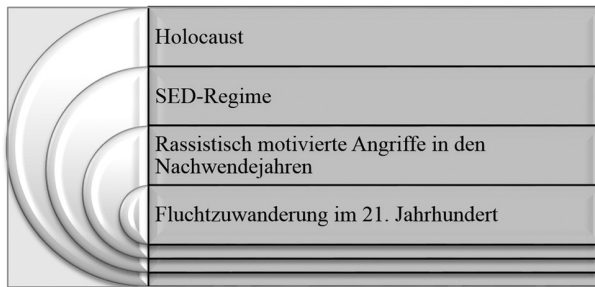 Holocaust
SED-Regime
Rassistisch motivierte Angriffe in den
Nachwendejahren
Fluchtzuwanderung im 21. Jahrhundert